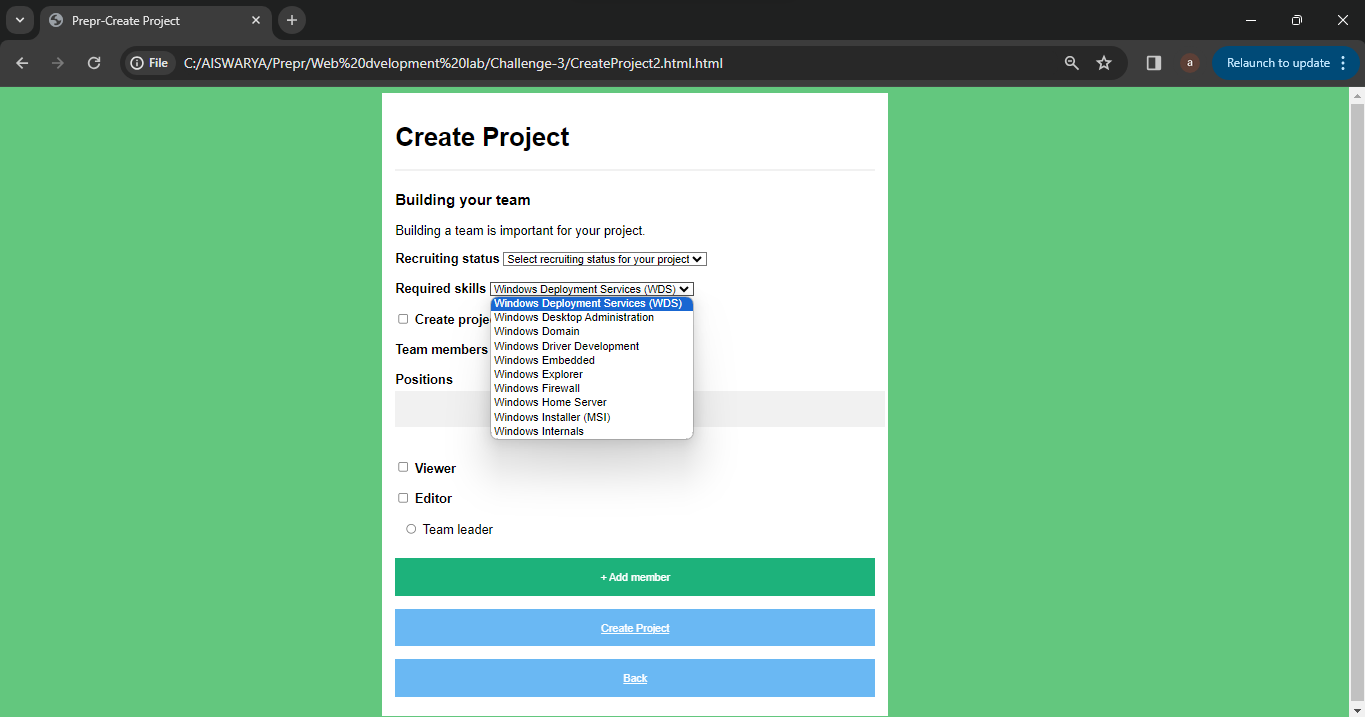 Prepr-Create Project
File C:/AISWARYA/Prepr/Web%20dvelopment%20lab/Challenge-3/CreateProject2.html.html a Relaunch to update
Create Project
Building your team
Building a team is important for your project.
Recruiting status Select recruiting status for your project
Required skills Windows Deployment Services (WDS)
Windows Deployment Services (WDS)
Windows Desktop Administration
Windows Domain
Windows Driver Development
Windows Embedded
Windows Explorer
Windows Firewall
Windows Home Server
Windows Installer (MSI)
Windows Internals
Create
Team members
Positions
Viewer
Editor
Team leader
+ Add member
Create Project
Back